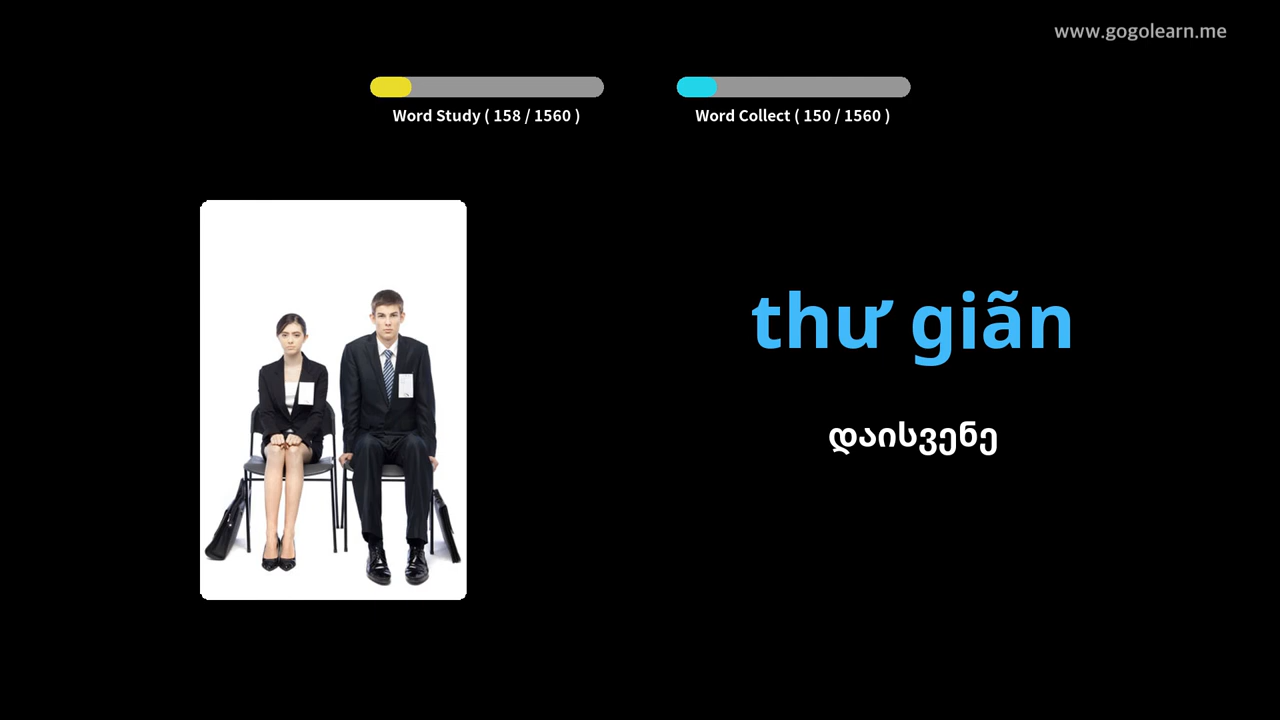 www.gogolearn.me
Word Study ( 158 / 1560 )
Word Collect ( 150 / 1560 )
thư giãn
დაისვენე